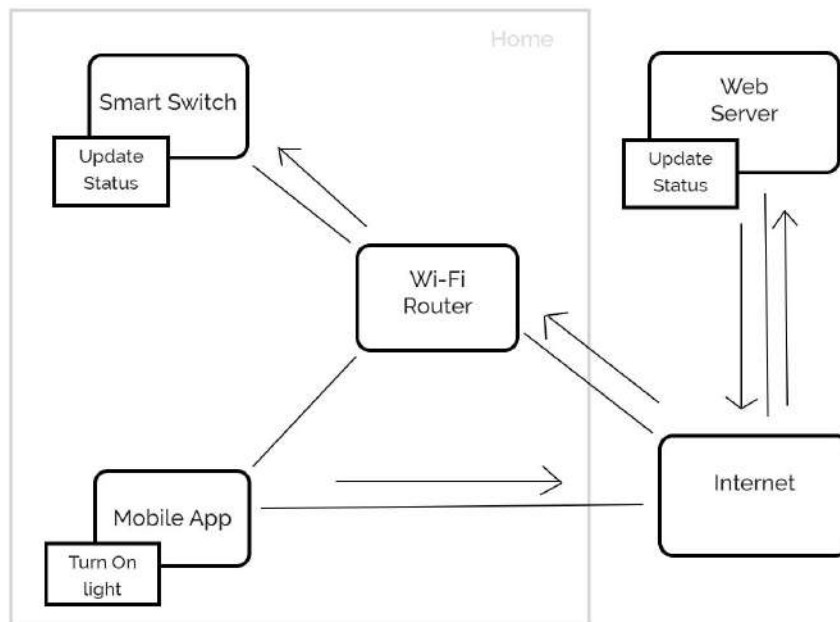 Home
Smart Switch
Update
Status
Web
Server
Update
Status
Wi-Fi
Router
Mobile App
Turn On
light
Internet